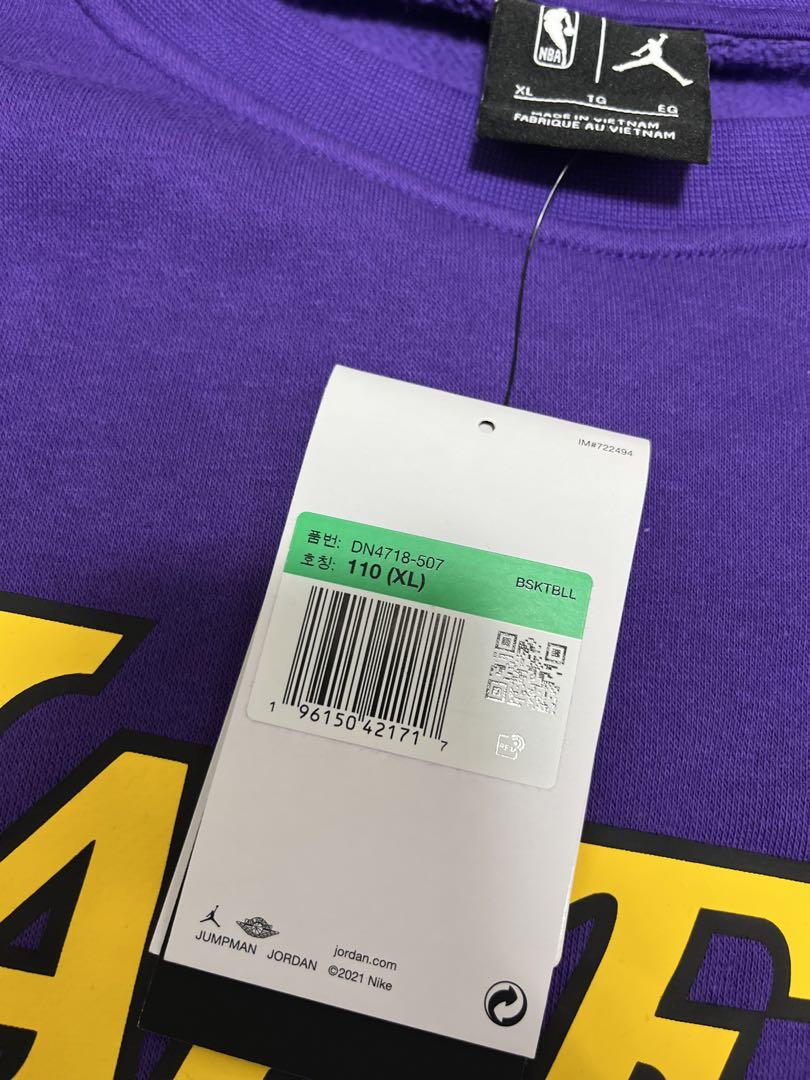 NBA
XL TG EG
MADE IN VIETNAM
FABRIQUE AU VIETNAM
IM#722494
품번: DN4718-507
호칭: 110 (XL)
BSKTBLL
1 96150 42171 7
RFID
JUMPMAN JORDAN
jordan.com
©2021 Nike